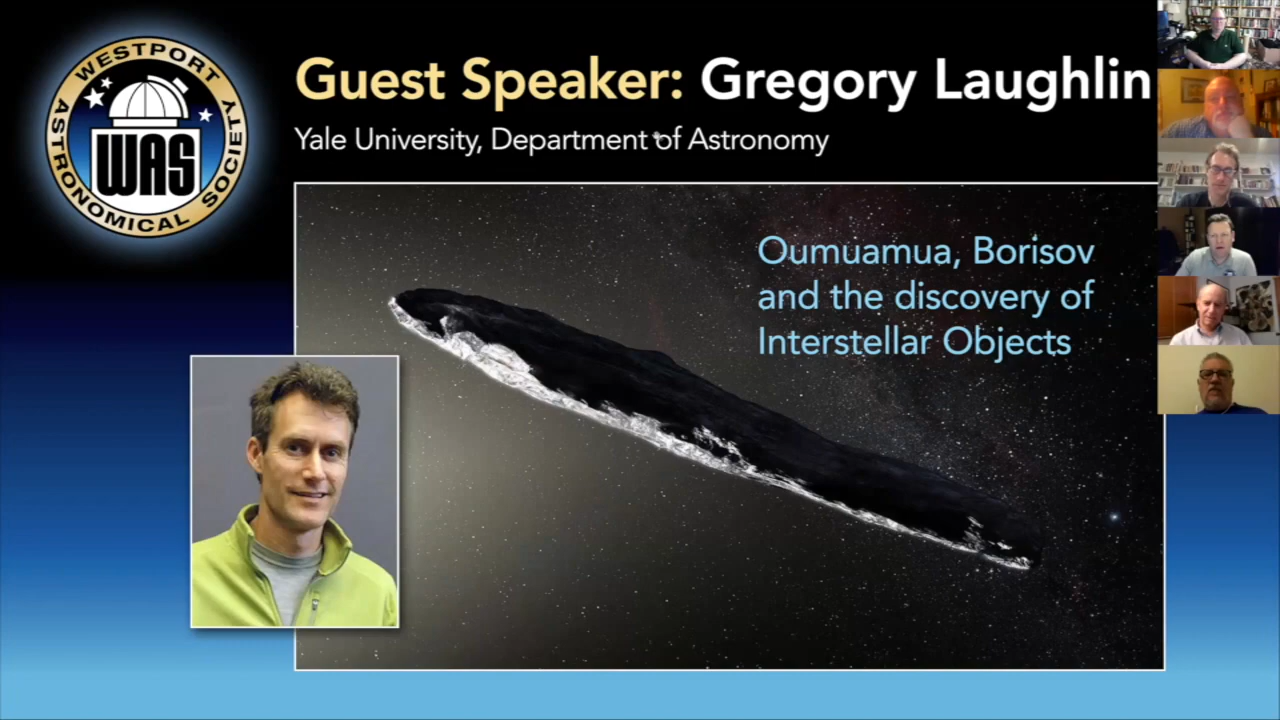 WESTPORT
ASTRONOMICAL SOCIETY
WAS
Guest Speaker: Gregory Laughlin
Yale University, Department of Astronomy
Oumuamua, Borisov
and the discovery of
Interstellar Objects